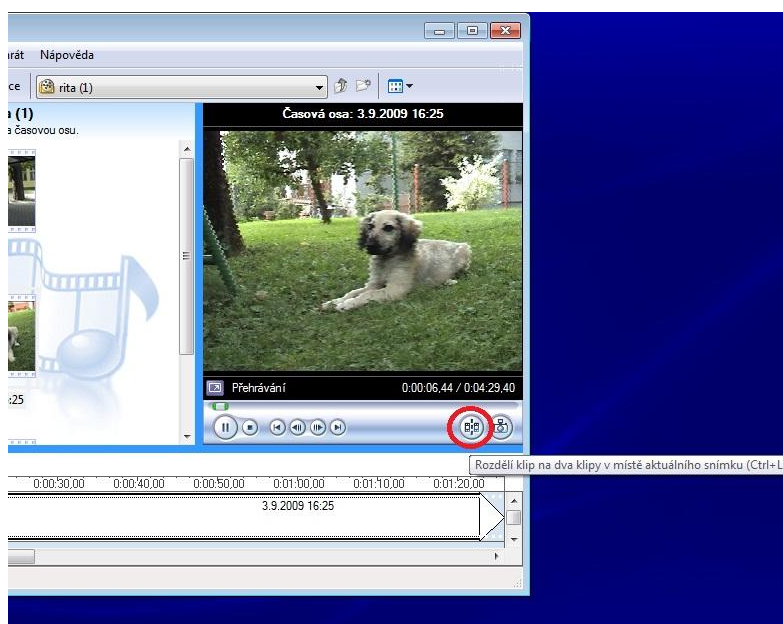 hrát Nápověda
ce rita (1)
(1)
a časovou osu.
Časová osa: 3.9.2009 16:25
:25
Přehrávání 0:00:06,44 / 0:04:29,40
Rozdělí klip na dva klipy v místě aktuálního snímku (Ctrl+L
0:00:30,00 0:00:40,00 0:00:50,00 0:01:00,00 0:01:10,00 0:01:20,00
3.9.2009 16:25